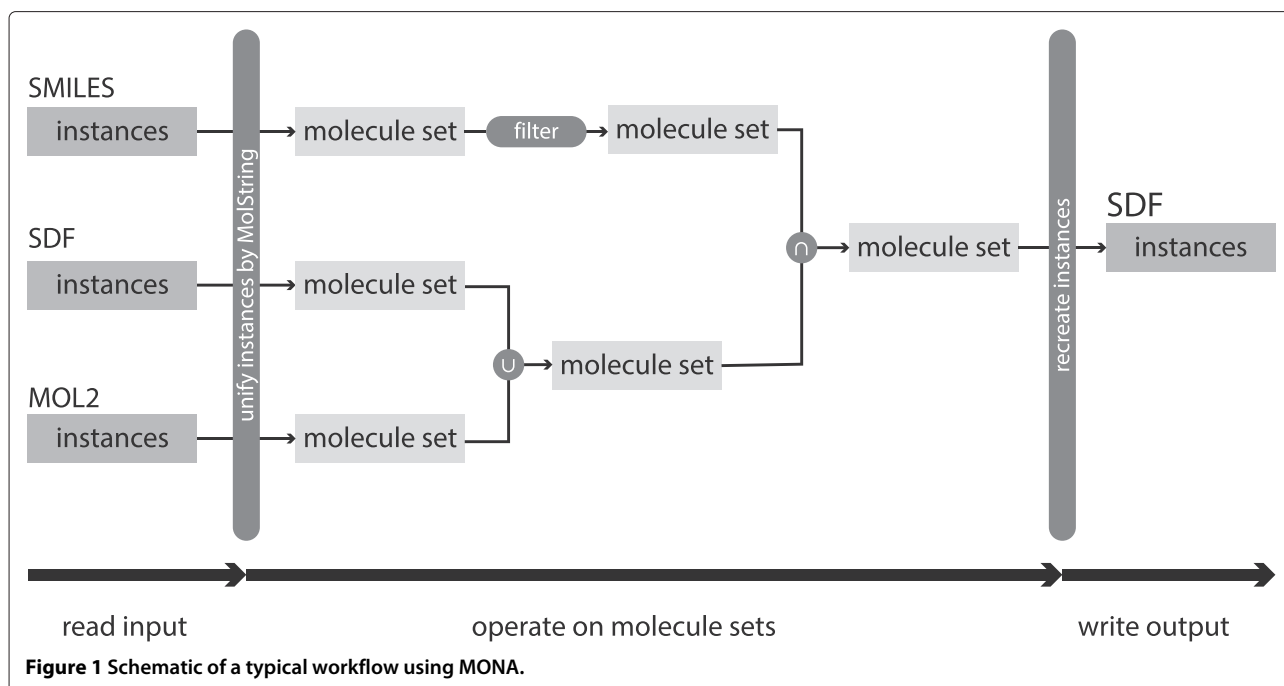 SMILES
instances
molecule set
filter
molecule set
SDF
instances
molecule set
∪
molecule set
MOL2
instances
molecule set
unify instances by MolString
∩
molecule set
recreate instances
SDF
instances
read input
operate on molecule sets
write output
Figure 1 Schematic of a typical workflow using MONA.